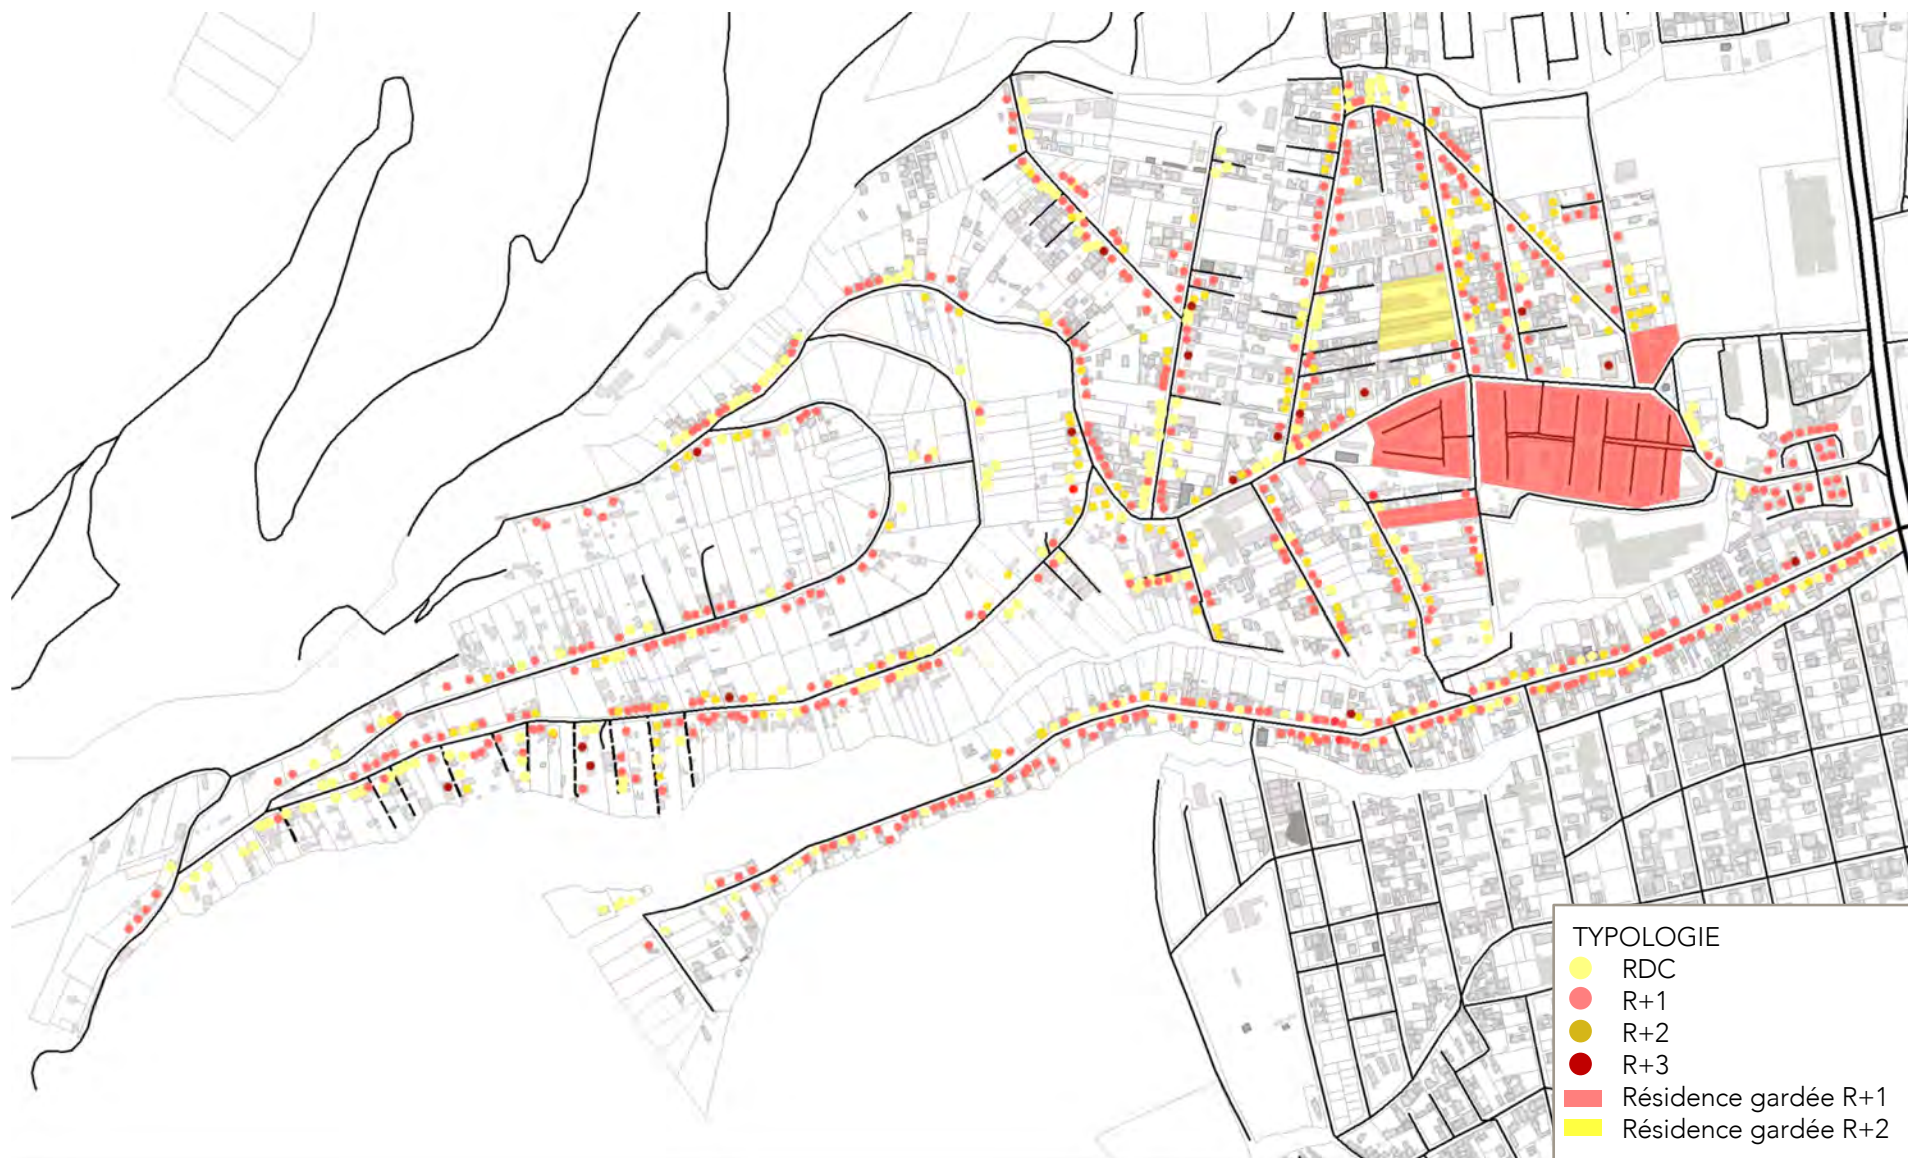 TYPOLOGIE
RDC
R+1
R+2
R+3
Résidence gardée R+1
Résidence gardée R+2